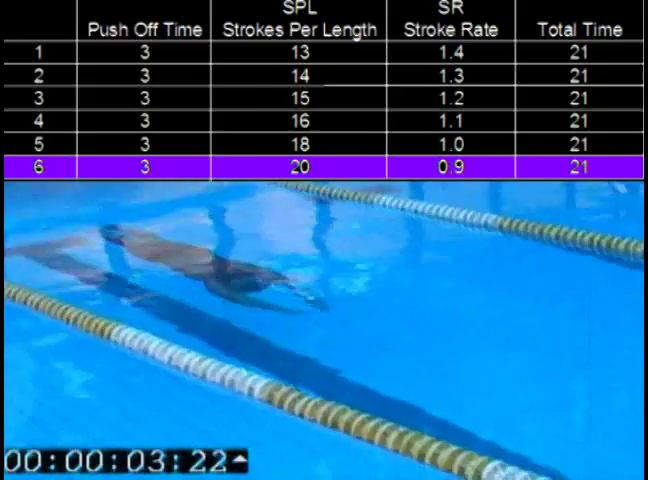 SPL SR
Push Off Time Strokes Per Length Stroke Rate Total Time
1 3 13 1.4 21
2 3 14 1.3 21
3 3 15 1.2 21
4 3 16 1.1 21
5 3 18 1.0 21
6 3 20 0.9 21
00:00:03:22